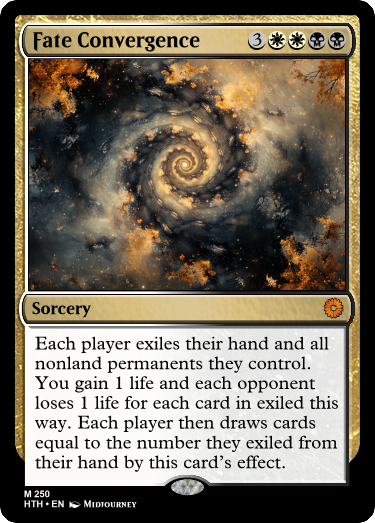 Fate Convergence 3
Sorcery
Each player exiles their hand and all
nonland permanents they control.
You gain 1 life and each opponent
loses 1 life for each card in exiled this
way. Each player then draws cards
equal to the number they exiled from
their hand by this card's effect.
M 250
HTH • EN Midjourney